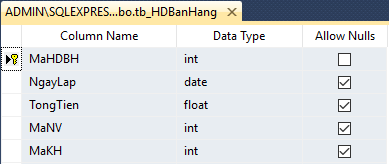 ADMIN\SQLEXPRES...bo.tb_HDBanHang
Column Name Data Type Allow Nulls
MaHDBH int
NgayLap date
TongTien float
MaNV int
MaKH int